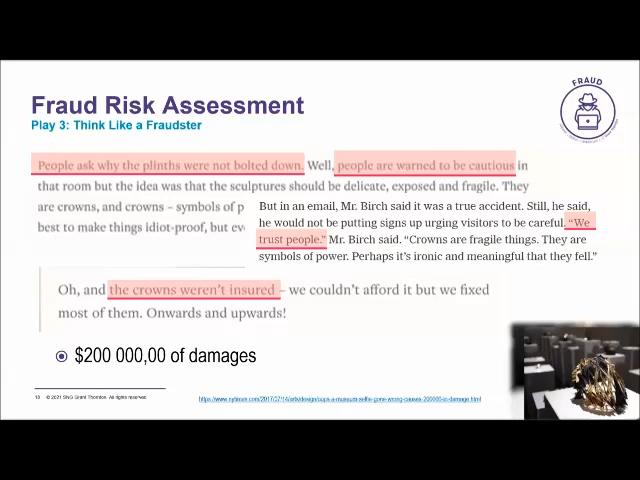 FRAUD
Fraud Risk Assessment
Play 3: Think Like a Fraudster
People ask why the plinths were not bolted down. Well, people are warned to be cautious in
that room but the idea was that the sculptures should be delicate, exposed and fragile. They
are crowns, and crowns – symbols of p
best to make things idiot-proof, but eve
But in an email, Mr. Birch said it was a true accident. Still, he said,
he would not be putting signs up urging visitors to be careful. “We
trust people.” Mr. Birch said. “Crowns are fragile things. They are
symbols of power. Perhaps it’s ironic and meaningful that they fell.”
Oh, and the crowns weren’t insured – we couldn’t afford it but we fixed
most of them. Onwards and upwards!
$200 000,00 of damages
© 2021 SNG Grant Thornton. All rights reserved.
https://www.nytimes.com/2017/07/14/arts/design/oops-a-museum-selfie-gone-wrong-causes-200000-in-damage.html